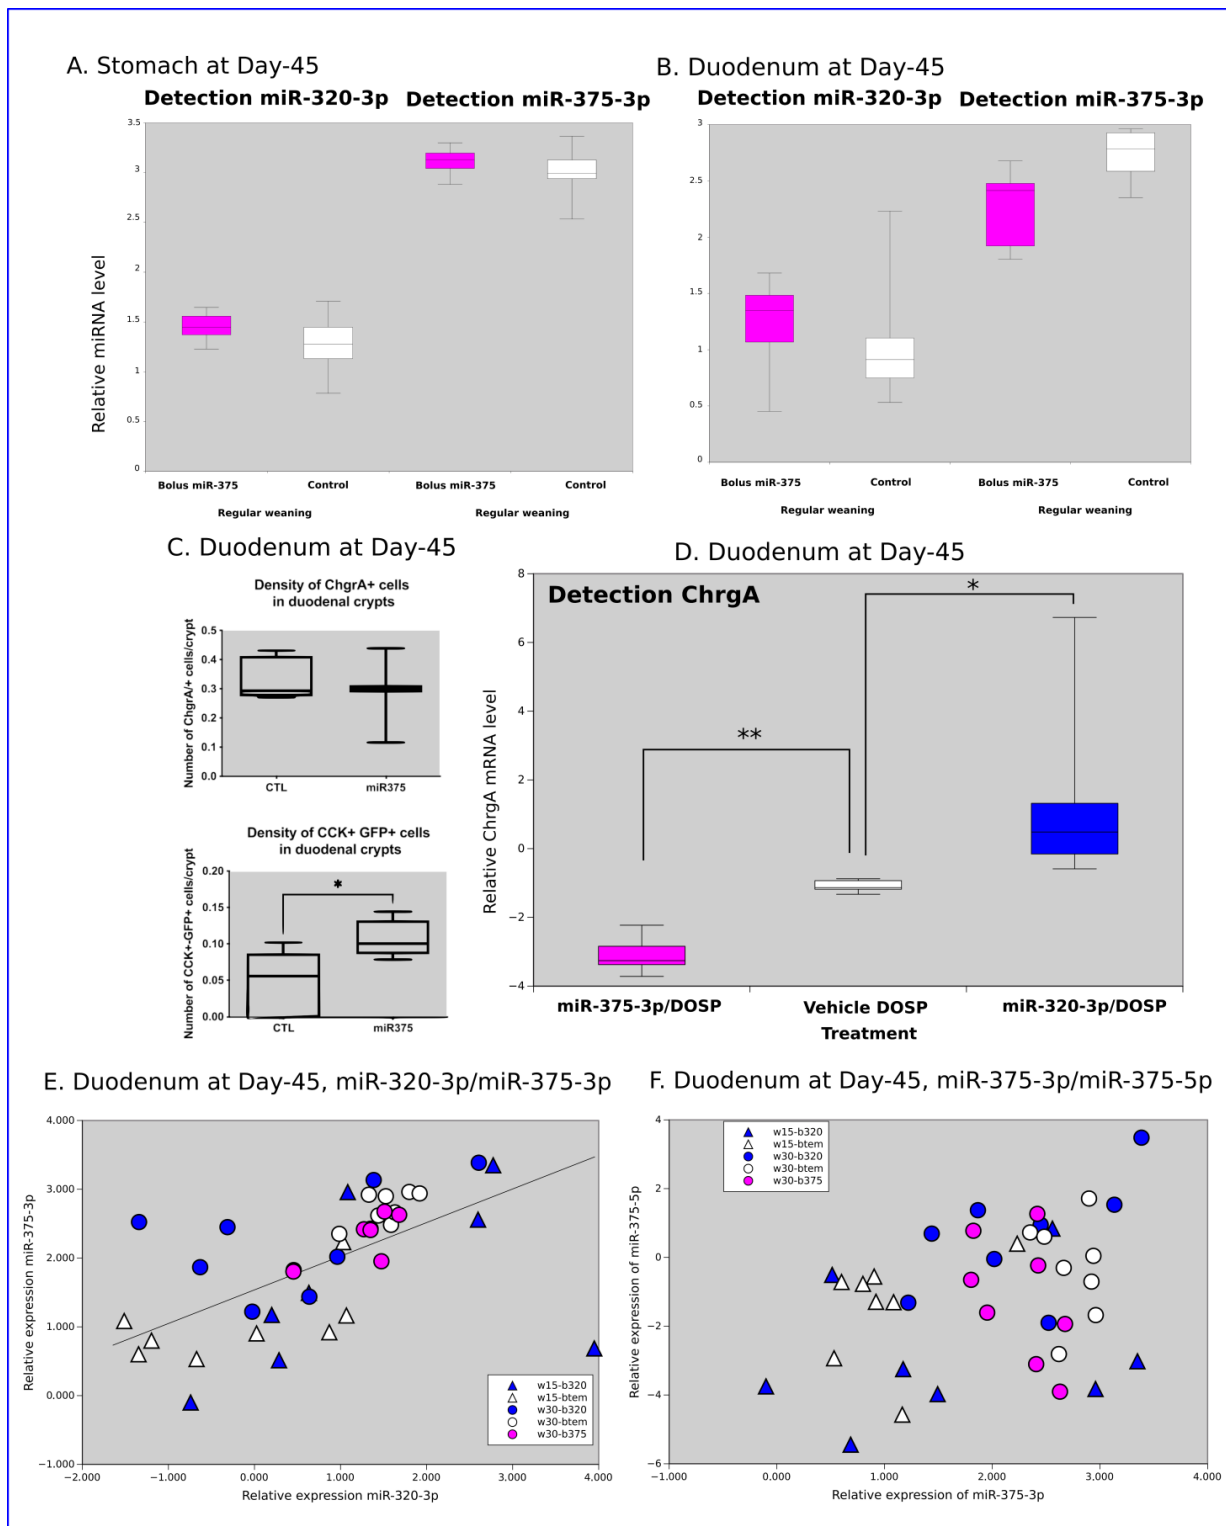 A. Stomach at Day-45
Detection miR-320-3p Detection miR-375-3p
Relative miRNA level
3.5
3
2.5
2
1.5
1
0.5
0
Bolus miR-375 Control Bolus miR-375 Control
Regular weaning Regular weaning
B. Duodenum at Day-45
Detection miR-320-3p Detection miR-375-3p
3
2.5
2
1.5
1
0.5
0
Bolus miR-375 Control Bolus miR-375 Control
Regular weaning Regular weaning
C. Duodenum at Day-45
Density of ChgrA+ cells
in duodenal crypts
Number of ChgrA/+ cells/crypt
0.5
0.4
0.3
0.2
0.1
0.0
CTL miR375
Density of CCK+ GFP+ cells
in duodenal crypts
Number of CCK+-GFP+ cells/crypt
0.20
0.15
0.10
0.05
0.00
*
CTL miR375
D. Duodenum at Day-45
Detection ChrgA
Relative ChrgA mRNA level
8
6
4
2
0
−2
−4
**
*
miR-375-3p/DOSP Vehicle DOSP miR-320-3p/DOSP
Treatment
E. Duodenum at Day-45, miR-320-3p/miR-375-3p
Relative expression miR-375-3p
4.000
3.000
2.000
1.000
0.000
−1.000
w15-b320
w15-btem
w30-b320
w30-btem
w30-b375
−2.000 −1.000 0.000 1.000 2.000 3.000 4.000
Relative expression miR-320-3p
F. Duodenum at Day-45, miR-375-3p/miR-375-5p
Relative expression of miR-375-5p
4
2
0
−2
−4
−6
w15-b320
w15-btem
w30-b320
w30-btem
w30-b375
-1.000 0.000 1.000 2.000 3.000 4.000
Relative expression of miR-375-3p